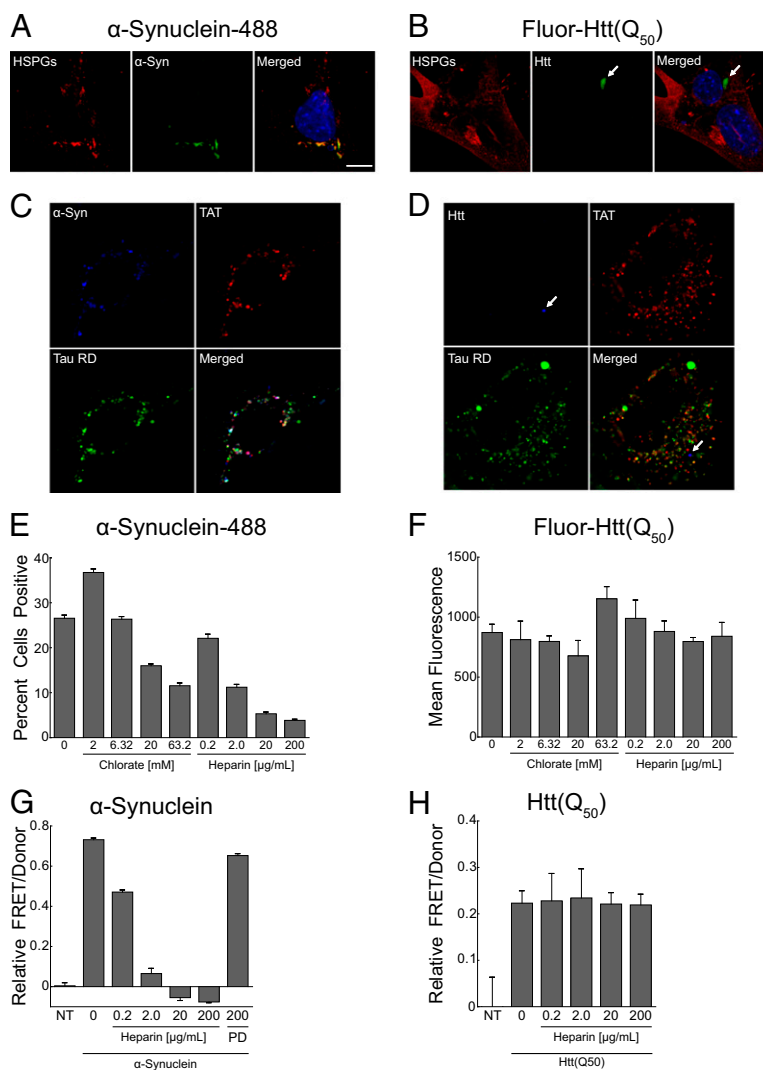 A α-Synuclein-488
HSPGs α-Syn Merged
B Fluor-Htt(Q50)
HSPGs Htt Merged
C
α-Syn TAT
Tau RD Merged
D
Htt TAT
Tau RD Merged
E α-Synuclein-488
Percent Cells Positive
40
30
20
10
0
0 2 6.32 20 63.2 0.2 2.0 20 200
Chlorate [mM] Heparin [µg/mL]
F Fluor-Htt(Q50)
Mean Fluorescence
1500
1000
500
0
0 2 6.32 20 63.2 0.2 2.0 20 200
Chlorate [mM] Heparin [µg/mL]
G α-Synuclein
Relative FRET/Donor
0.8
0.6
0.4
0.2
0
NT 0 0.2 2.0 20 200 200
Heparin [µg/mL] PD
α-Synuclein
H Htt(Q50)
Relative FRET/Donor
0.4
0.3
0.2
0.1
0
NT 0 0.2 2.0 20 200
Heparin [µg/mL]
Htt(Q50)